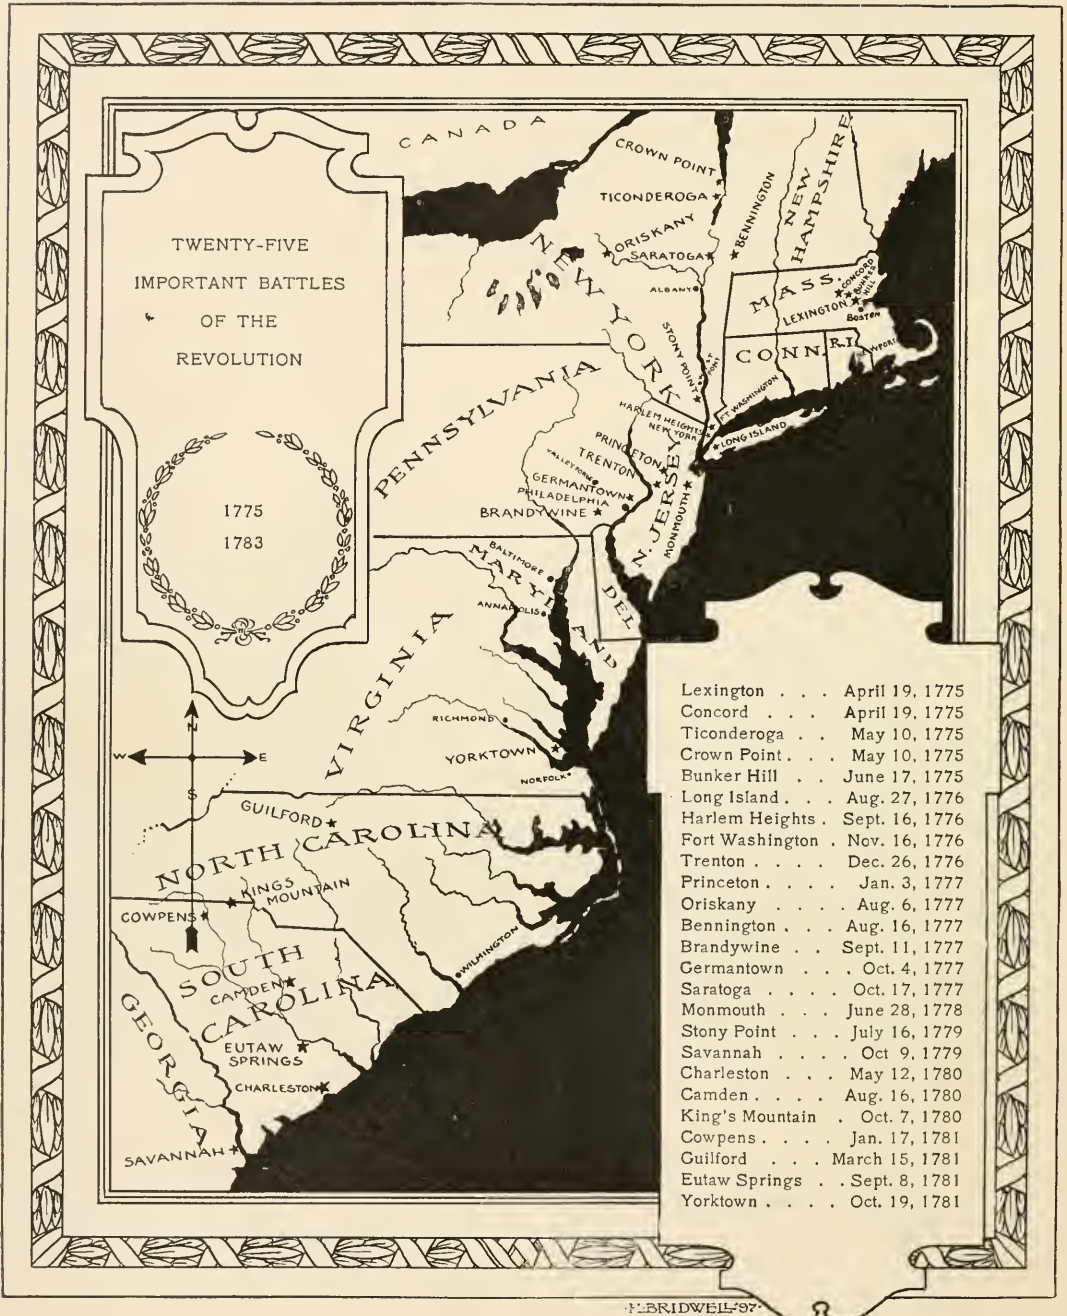 TWENTY-FIVE
IMPORTANT BATTLES
OF THE
REVOLUTION
1775
1783
CANADA
CROWN POINT
TICONDEROGA
ORISKANY
SARATOGA
BENNINGTON
NEW HAMPSHIRE
ALBANY
NEW YORK
MASS.
CONCORD
BUNKER HILL
LEXINGTON
BOSTON
STONY POINT
CONN.
R.I.
NEWPORT
FT WASHINGTON
HARLEM HEIGHTS
NEW YORK
LONG ISLAND
PENNSYLVANIA
PRINCETON
TRENTON
VALLEY FORGE
GERMANTOWN
PHILADELPHIA
BRANDYWINE
N. JERSEY
MONMOUTH
BALTIMORE
MARYLAND
ANNAPOLIS
DEL
VIRGINIA
RICHMOND
YORKTOWN
NORFOLK
N
W
E
S
GUILFORD
NORTH CAROLINA
KINGS
MOUNTAIN
COWPENS
WILMINGTON
SOUTH
CAROLINA
CAMDEN
GEORGIA
EUTAW
SPRINGS
CHARLESTON
SAVANNAH
Lexington . . . April 19, 1775
Concord . . . April 19, 1775
Ticonderoga . . May 10, 1775
Crown Point . . . May 10, 1775
Bunker Hill . . June 17, 1775
Long Island . . . Aug. 27, 1776
Harlem Heights . Sept. 16, 1776
Fort Washington . Nov. 16, 1776
Trenton . . . . Dec. 26, 1776
Princeton . . . . Jan. 3, 1777
Oriskany . . . . Aug. 6, 1777
Bennington . . . Aug. 16, 1777
Brandywine . . Sept. 11, 1777
Germantown . . . Oct. 4, 1777
Saratoga . . . . Oct. 17, 1777
Monmouth . . . June 28, 1778
Stony Point . . . July 16, 1779
Savannah . . . . Oct 9, 1779
Charleston . . . May 12, 1780
Camden . . . . Aug. 16, 1780
King's Mountain . Oct. 7, 1780
Cowpens . . . . Jan. 17, 1781
Guilford . . . March 15, 1781
Eutaw Springs . . Sept. 8, 1781
Yorktown . . . . Oct. 19, 1781
H. BRIDWELL '97.